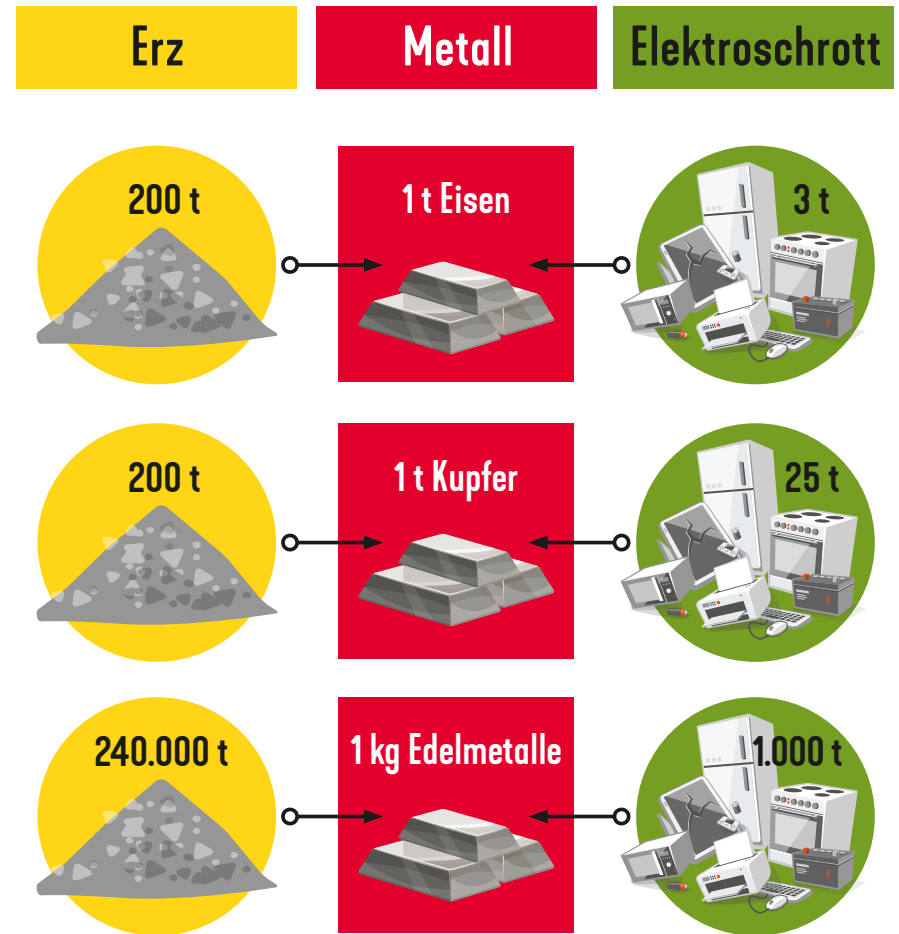 Erz
Metall
Elektroschrott
200 t
1 t Eisen
3 t
200 t
1 t Kupfer
25 t
240.000 t
1 kg Edelmetalle
1.000 t